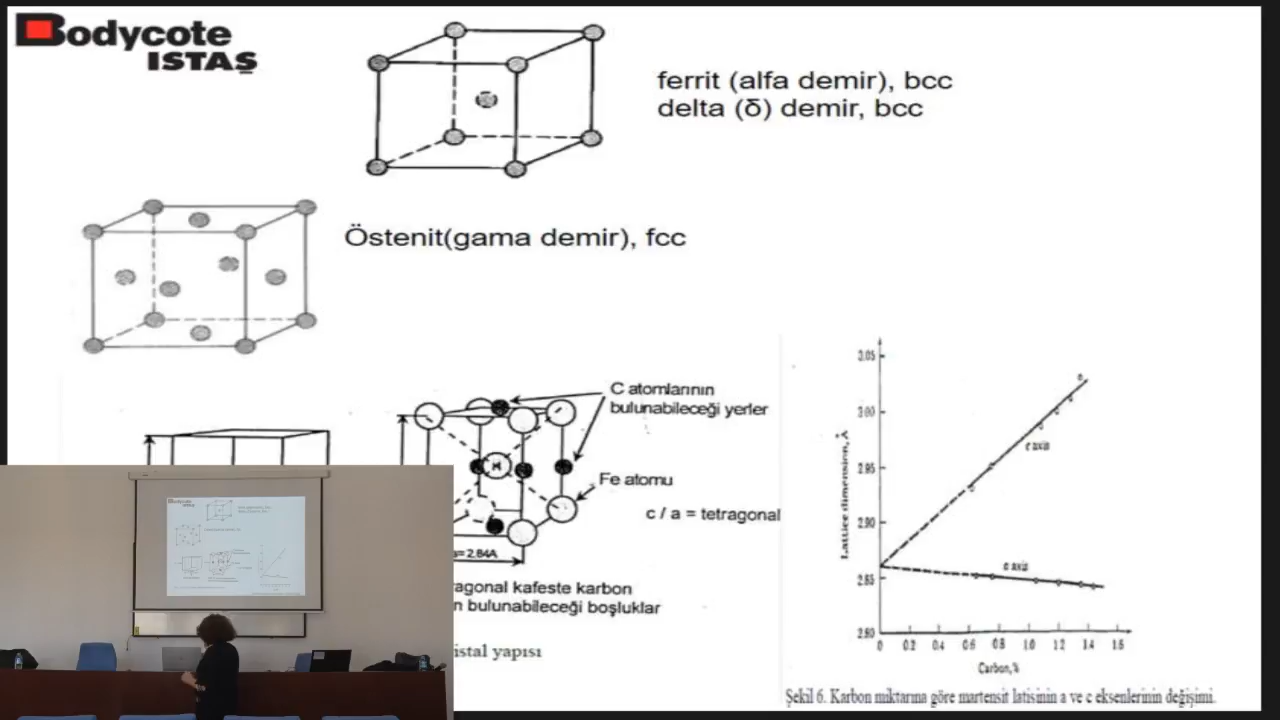 Bodycote
ISTAŞ
ferrit (alfa demir), bcc
delta (δ) demir, bcc
Östenit(gama demir), fcc
C atomlarının
bulunabileceği yerler
Fe atomu
c / a = tetragonal
a= 2.84A
ragonal kafeste karbon
n bulunabileceği boşluklar
istal yapısı
Lattice dimension, Å
3.05
3.00
2.95
2.90
2.85
2.80
c axis
a axis
0 0.2 0.4 0.6 0.8 1.0 1.2 1.4 1.6
Carbon,%
Şekil 6. Karbon miktarına göre martensit latisinin a ve c eksenlerinin değişimi.